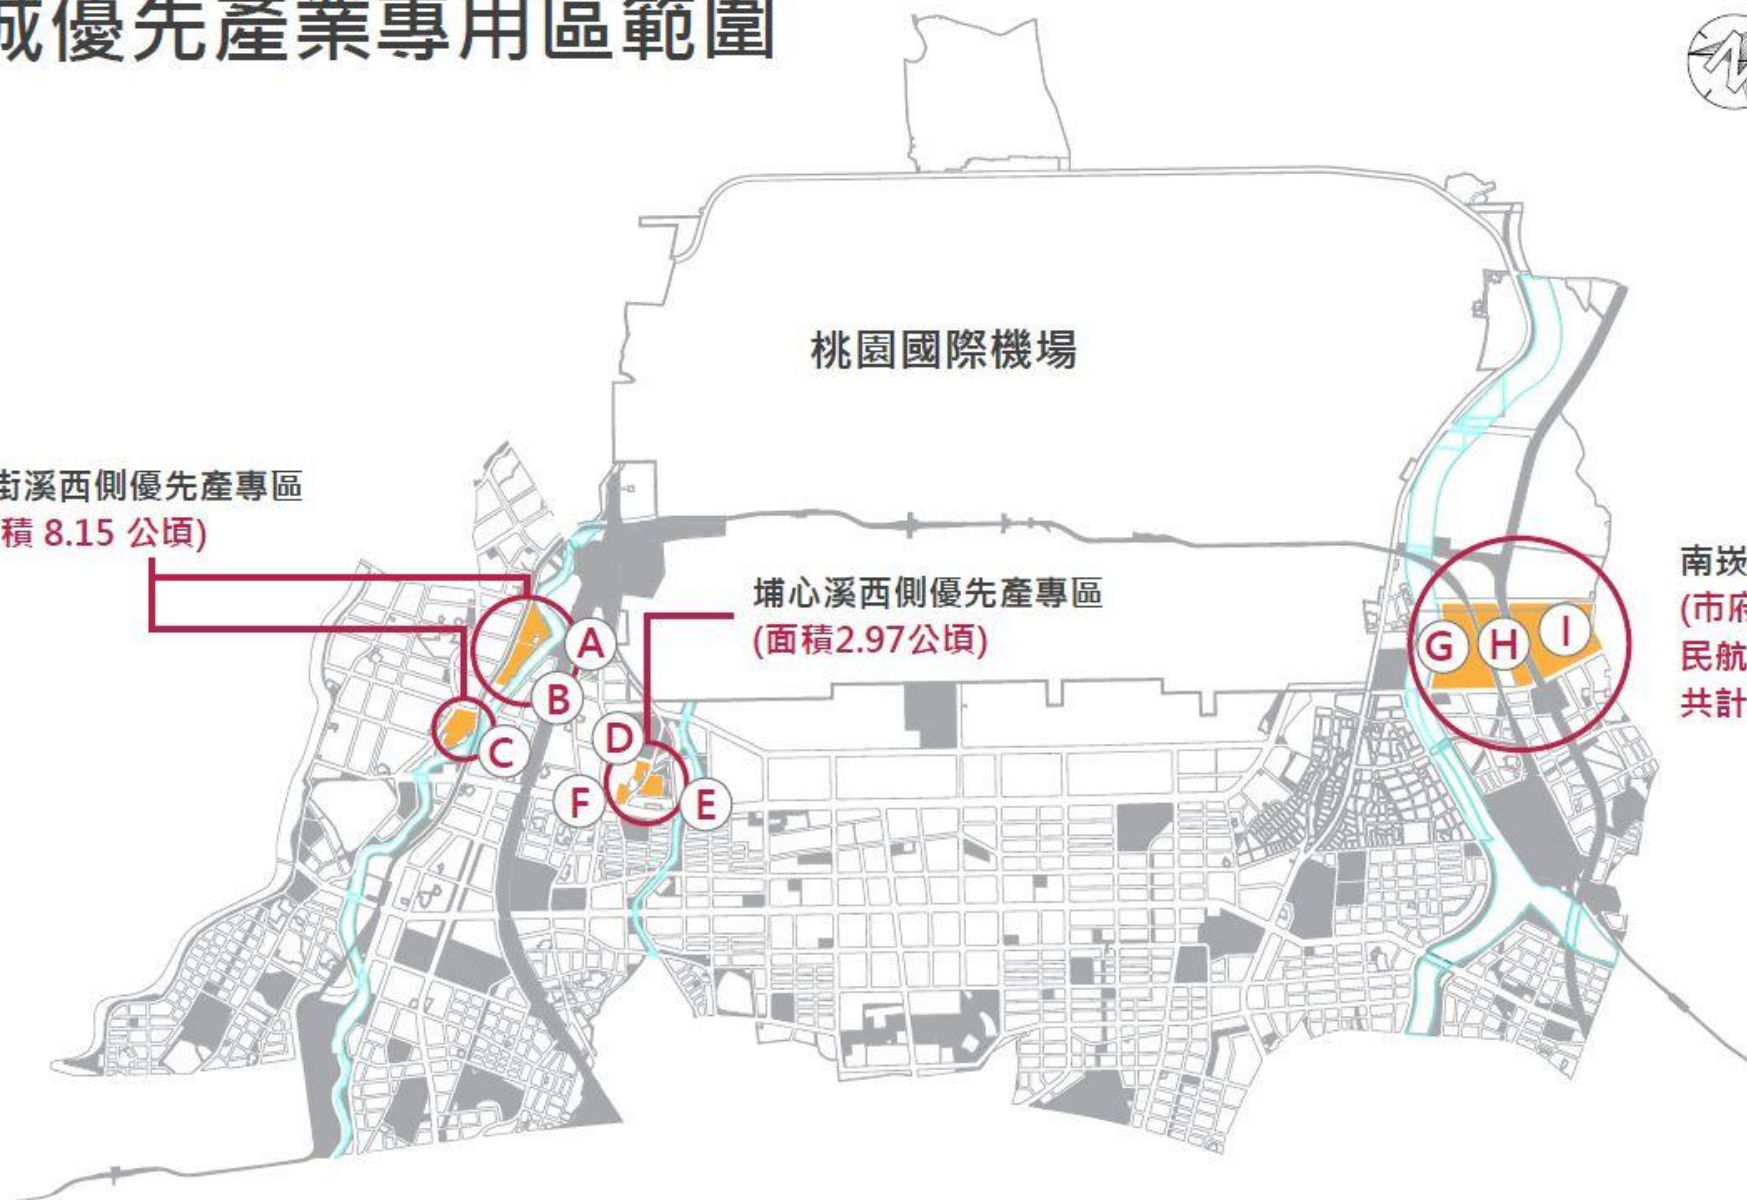 成優先產業專用區範圍
桃園國際機場
街溪西側優先產專區
積 8.15 公頃)
埔心溪西側優先產專區
(面積2.97公頃)
南崁
(市府
民航
共計
A
B
C
D
E
F
G
H
I